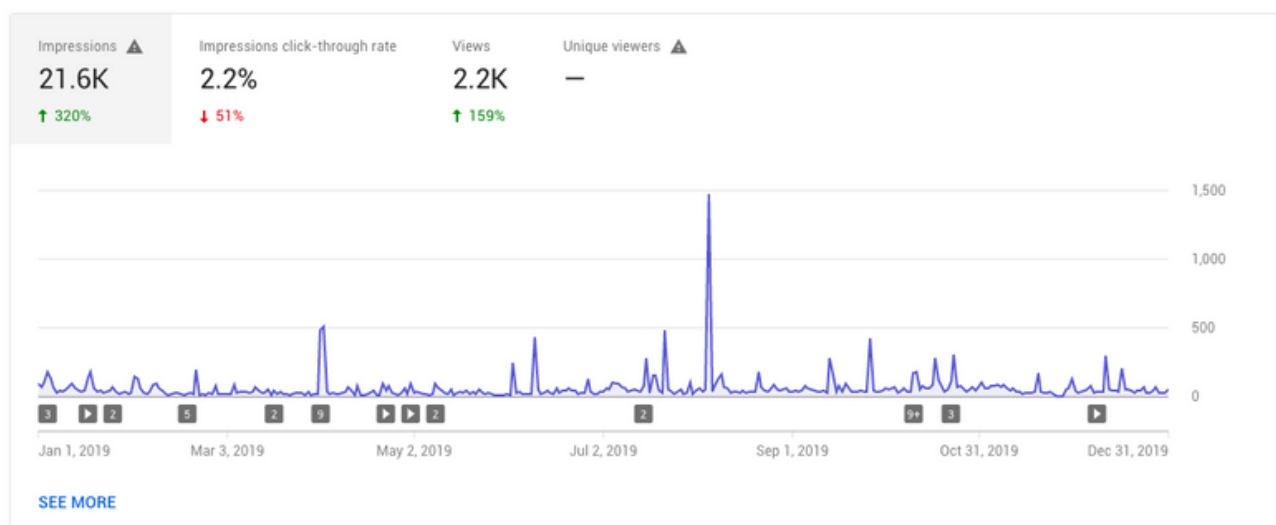 Impressions
Impressions click-through rate
Views
Unique viewers
21.6K
2.2%
2.2K
—
↑ 320%
↓ 51%
↑ 159%
1,500
1,000
500
0
3
2
5
2
9
2
2
9+
3
Jan 1, 2019
Mar 3, 2019
May 2, 2019
Jul 2, 2019
Sep 1, 2019
Oct 31, 2019
Dec 31, 2019
SEE MORE